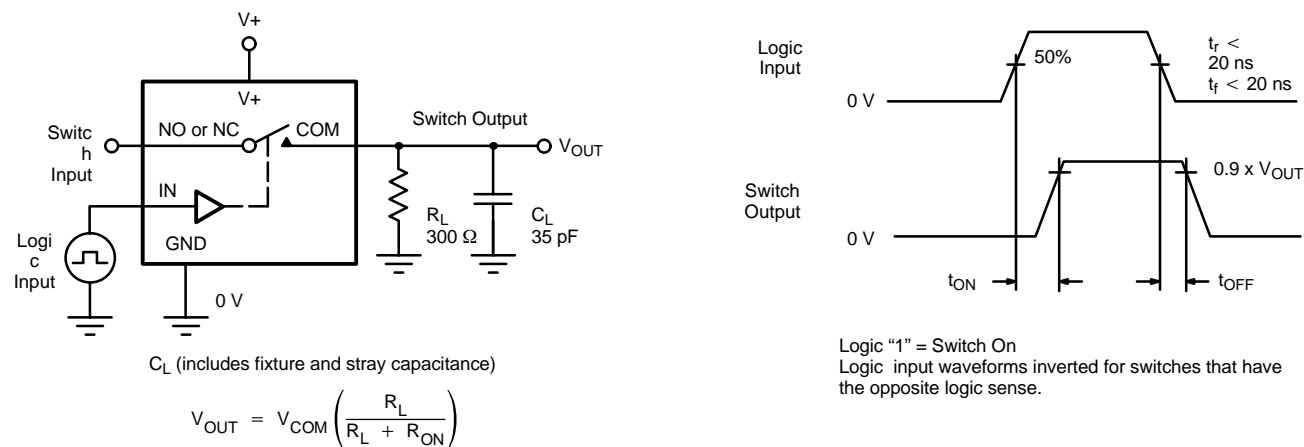 V+
V+
Switc
h
Input
NO or NC
COM
Switch Output
VOUT
IN
GND
Logi
c
Input
0 V
RL
300 Ω
CL
35 pF
CL (includes fixture and stray capacitance)
VOUT = VCOM (RL / (RL + RON))
Logic
Input
50%
tr <
20 ns
tf < 20 ns
0 V
Switch
Output
0.9 x VOUT
0 V
tON
tOFF
Logic “1” = Switch On
Logic input waveforms inverted for switches that have
the opposite logic sense.